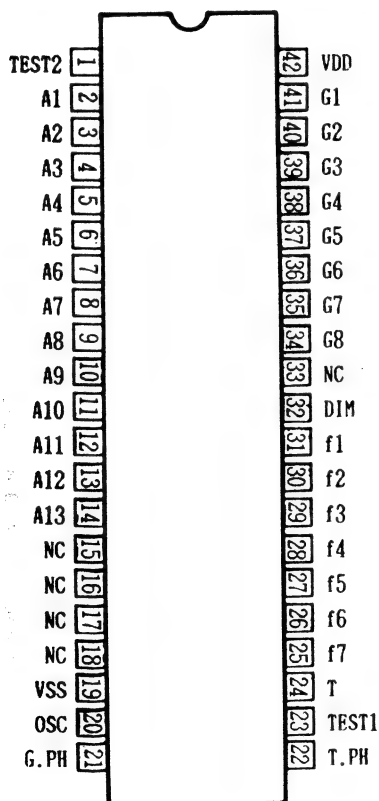 TEST2 1 42 VDD
A1 2 41 G1
A2 3 40 G2
A3 4 39 G3
A4 5 38 G4
A5 6 37 G5
A6 7 36 G6
A7 8 35 G7
A8 9 34 G8
A9 10 33 NC
A10 11 32 DIM
A11 12 31 f1
A12 13 30 f2
A13 14 29 f3
NC 15 28 f4
NC 16 27 f5
NC 17 26 f6
NC 18 25 f7
VSS 19 24 T
OSC 20 23 TEST1
G.PH 21 22 T.PH